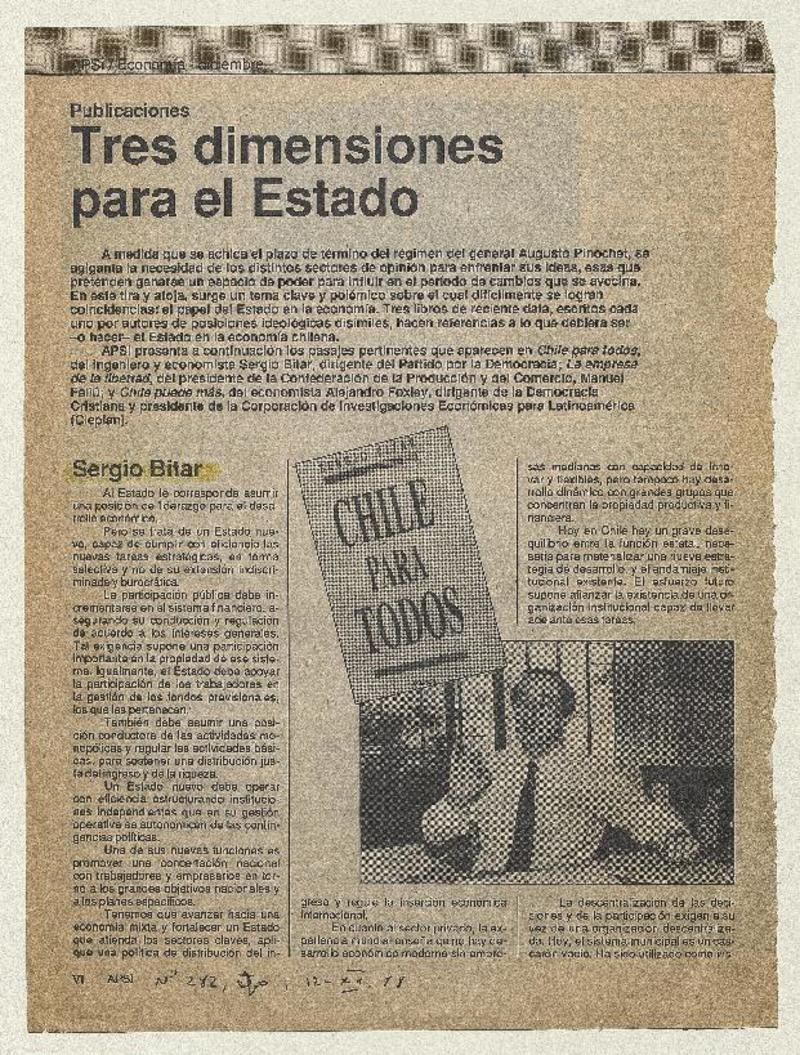 APSI / Economía - diciembre
Publicaciones
Tres dimensiones
para el Estado
A medida que se achica el plazo de término del régimen del general Augusto Pinochet, se
agiganta la necesidad de los distintos sectores de opinión para enfrentar sus ideas, esas que
pretenden ganarse un espacio de poder para influir en el período de cambios que se avecina.
En este tira y afloja, surge un tema clave y polémico sobre el cual difícilmente se logran
coincidencias: el papel del Estado en la economía. Tres libros de reciente data, escritos cada
uno por autores de posiciones ideológicas disímiles, hacen referencias a lo que debiera ser
–o hacer– el Estado en la economía chilena.
APSI presenta a continuación los pasajes pertinentes que aparecen en Chile para todos,
del ingeniero y economista Sergio Bitar, dirigente del Partido por la Democracia; La empresa
de la libertad, del presidente de la Confederación de la Producción y del Comercio, Manuel
Feliú; y Chile puede más, del economista Alejandro Foxley, dirigente de la Democracia
Cristiana y presidente de la Corporación de Investigaciones Económicas para Latinoamérica
(Cieplan).
Sergio Bitar
Al Estado le corresponde asumir
una posición de liderazgo para el desa-
rrollo económico.
Pero se trata de un Estado nue-
vo, capaz de cumplir con eficiencia las
nuevas tareas estratégicas, en forma
selectiva y no de su extensión indiscri-
minada y burocrática.
La participación pública debe in-
crementarse en el sistema financiero, a-
segurando su conducción y regulación
de acuerdo a los intereses generales.
Tal exigencia supone una participación
importante en la propiedad de ese siste-
ma. Igualmente, el Estado debe apoyar
la participación de los trabajadores en
la gestión de los fondos previsionales,
los que les pertenecen.
También debe asumir una posi-
ción conductora de las actividades mo-
nopólicas y regular las actividades bási-
cas, para sostener una distribución jus-
ta del ingreso y de la riqueza.
Un Estado nuevo debe operar
con eficiencia estructurando institucio-
nes independientes que en su gestión
operativa se autonomicen de las contin-
gencias políticas.
Una de sus nuevas funciones es
promover una concertación nacional
con trabajadores y empresarios en tor-
no a los grandes objetivos nacionales y
a los planes específicos.
Tenemos que avanzar hacia una
economía mixta y fortalecer un Estado
que atienda los sectores claves, apli-
que una política de distribución del in-
SERGIO BITAR
CHILE
PARA
TODOS
greso y regule la inserción económica
internacional.
En cuanto al sector privado, la ex-
periencia mundial enseña que no hay de-
sarrollo económico moderno sin empre-
sas medianas con capacidad de inno-
var y flexibles, pero tampoco hay desa-
rrollo dinámico con grandes grupos que
concentran la propiedad productiva y fi-
nanciera.
Hoy en Chile hay un grave dese-
quilibrio entre la función estatal, nece-
saria para materializar una nueva estra-
tegia de desarrollo, y el andamiaje insti-
tucional existente. El esfuerzo futuro
supone afianzar la existencia de una or-
ganización institucional capaz de llevar
adelante esas tareas.
La descentralización de las deci-
siones y de la participación exigen a su
vez de una organización descentraliza-
da. Hoy, el sistema municipal es un cas-
carón vacío. Ha sido utilizado como ins-
VI APSI Nº 282, Stgo, 12-XII-88